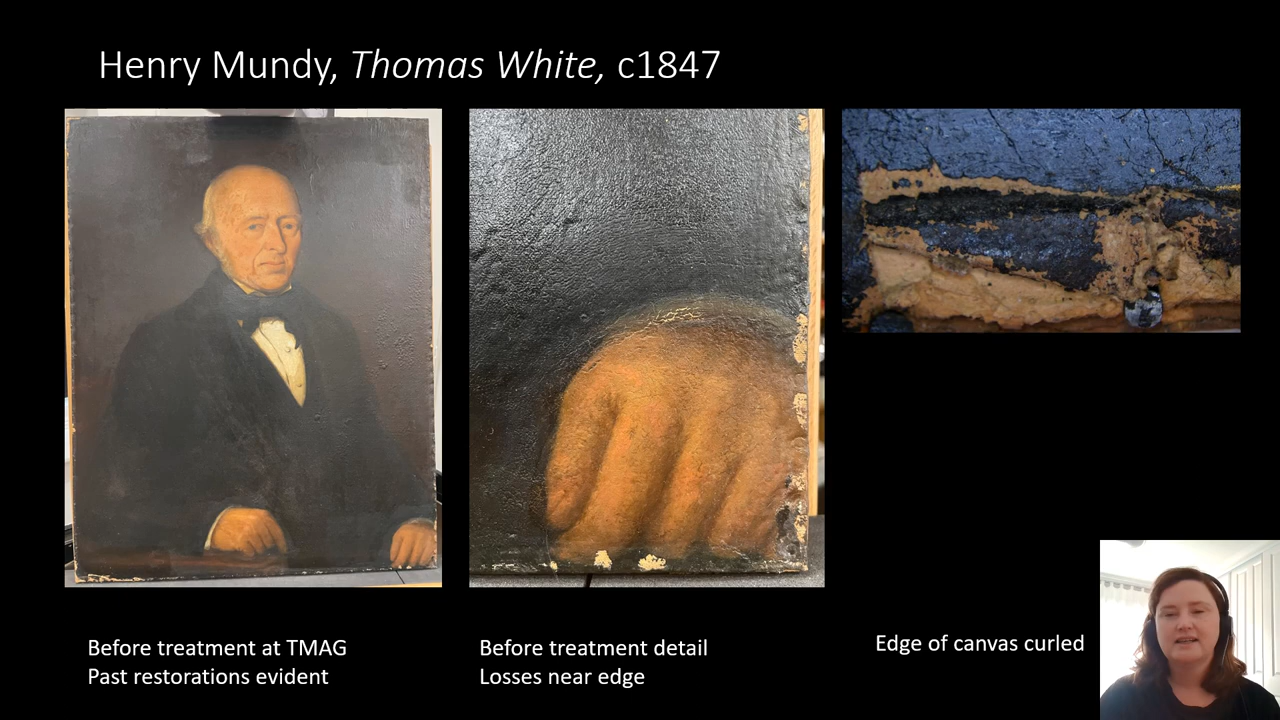 Henry Mundy, Thomas White, c1847
Before treatment at TMAG
Past restorations evident
Before treatment detail
Losses near edge
Edge of canvas curled